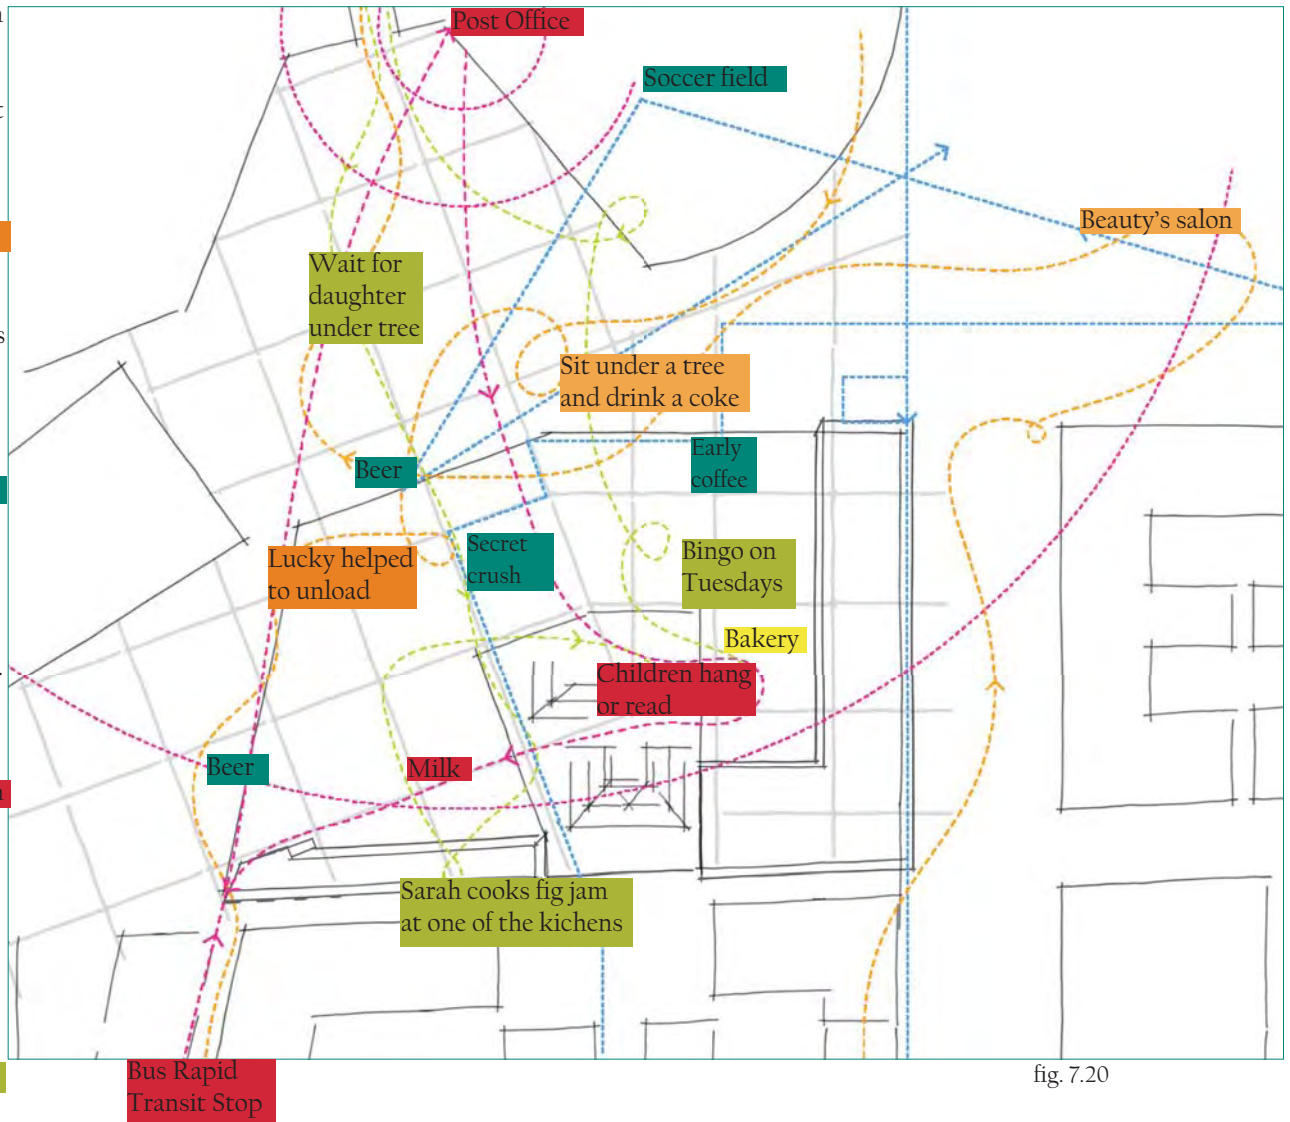 Post Office
Soccer field
Beauty's salon
Wait for
daughter
under tree
Sit under a tree
and drink a coke
Early
coffee
Beer
Secret
crush
Lucky helped
to unload
Bingo on
Tuesdays
Bakery
Children hang
or read
Beer
Milk
Sarah cooks fig jam
at one of the kichens
Bus Rapid
Transit Stop
fig. 7.20